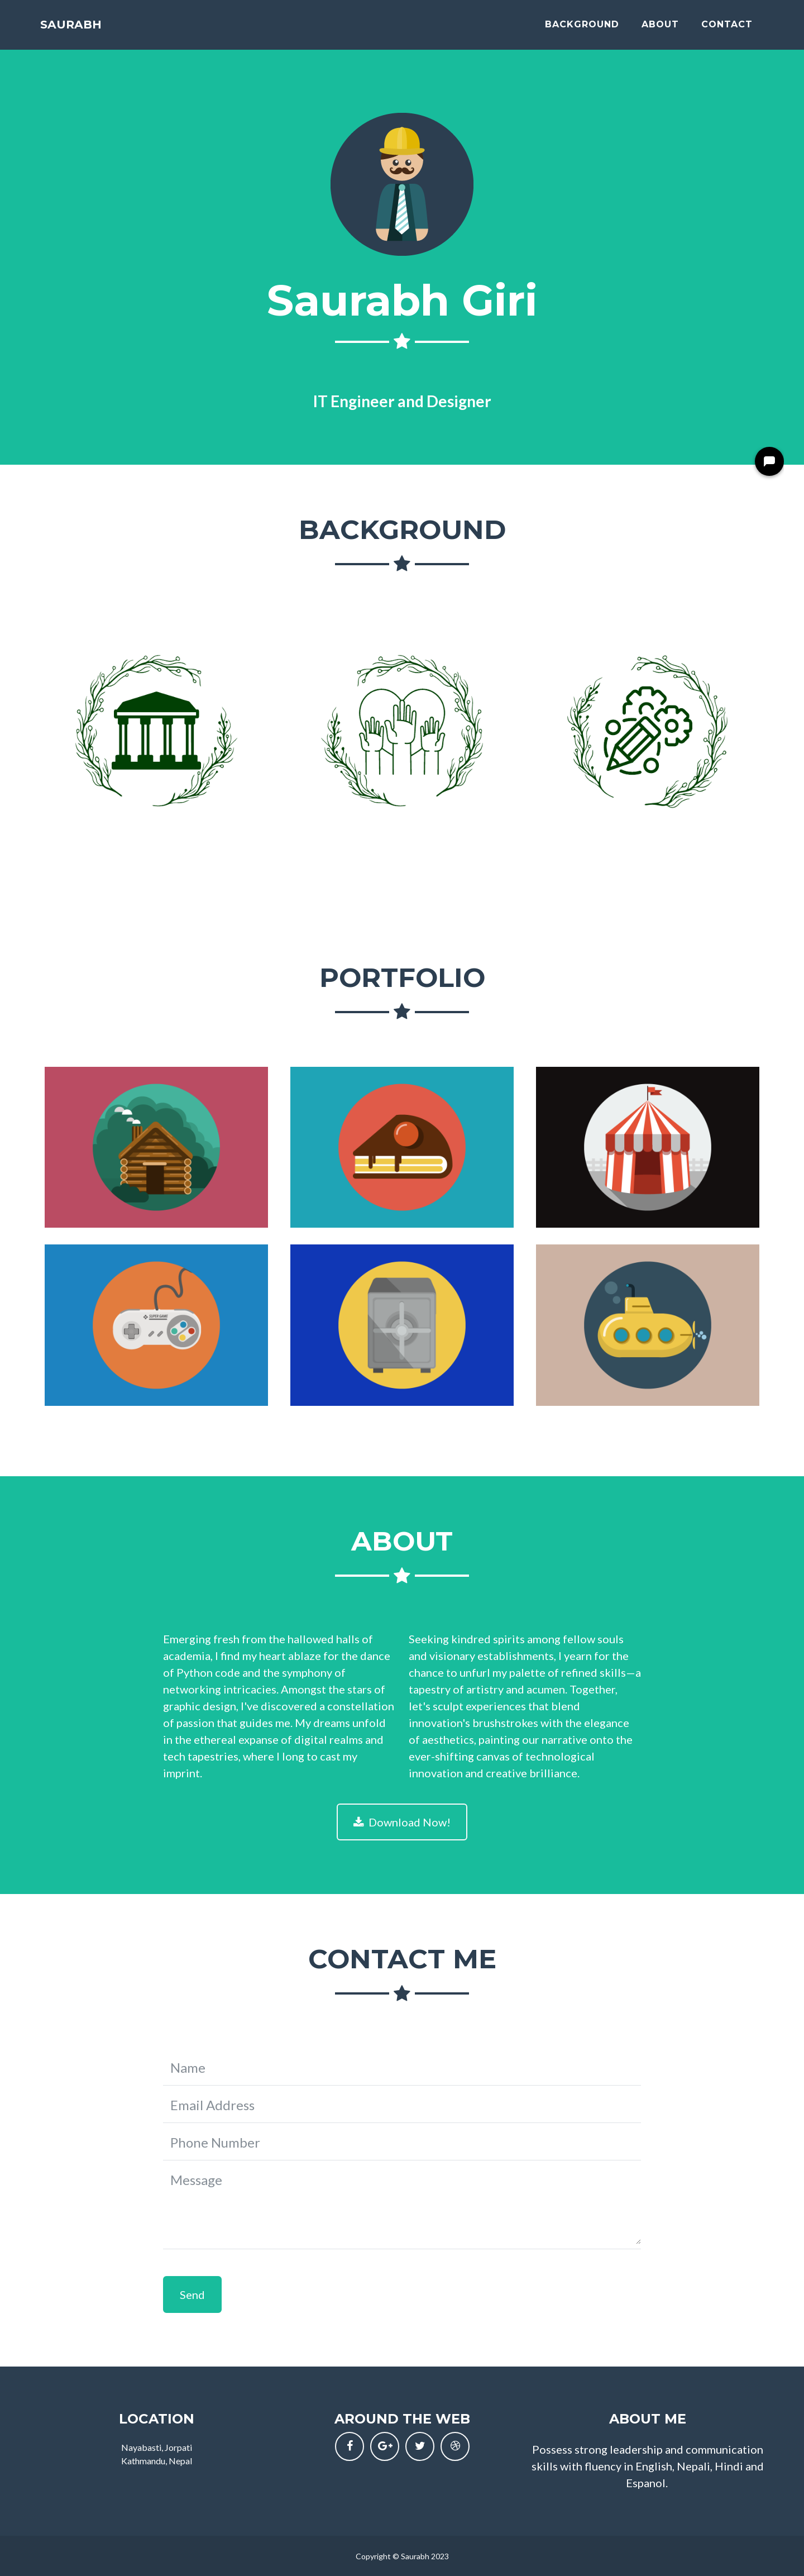 SAURABH
BACKGROUND ABOUT CONTACT
Saurabh Giri
IT Engineer and Designer
BACKGROUND
PORTFOLIO
ABOUT
Emerging fresh from the hallowed halls of
academia, I find my heart ablaze for the dance
of Python code and the symphony of
networking intricacies. Amongst the stars of
graphic design, I've discovered a constellation
of passion that guides me. My dreams unfold
in the ethereal expanse of digital realms and
tech tapestries, where I long to cast my
imprint.
Seeking kindred spirits among fellow souls
and visionary establishments, I yearn for the
chance to unfurl my palette of refined skills—a
tapestry of artistry and acumen. Together,
let's sculpt experiences that blend
innovation's brushstrokes with the elegance
of aesthetics, painting our narrative onto the
ever-shifting canvas of technological
innovation and creative brilliance.
Download Now!
CONTACT ME
Name
Email Address
Phone Number
Message
Send
LOCATION
Nayabasti, Jorpati
Kathmandu, Nepal
AROUND THE WEB
ABOUT ME
Possess strong leadership and communication
skills with fluency in English, Nepali, Hindi and
Espanol.
Copyright © Saurabh 2023